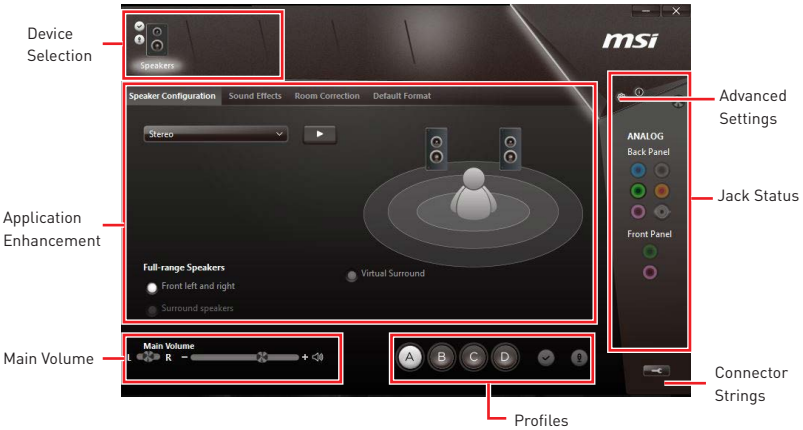 Device
Selection
Speakers
msi
Speaker Configuration Sound Effects Room Correction Default Format
Stereo
Advanced
Settings
ANALOG
Back Panel
Jack Status
Application
Enhancement
Front Panel
Full-range Speakers
Front left and right
Virtual Surround
Surround speakers
Main Volume
Main Volume
L R - +
A B C D
Connector
Strings
Profiles